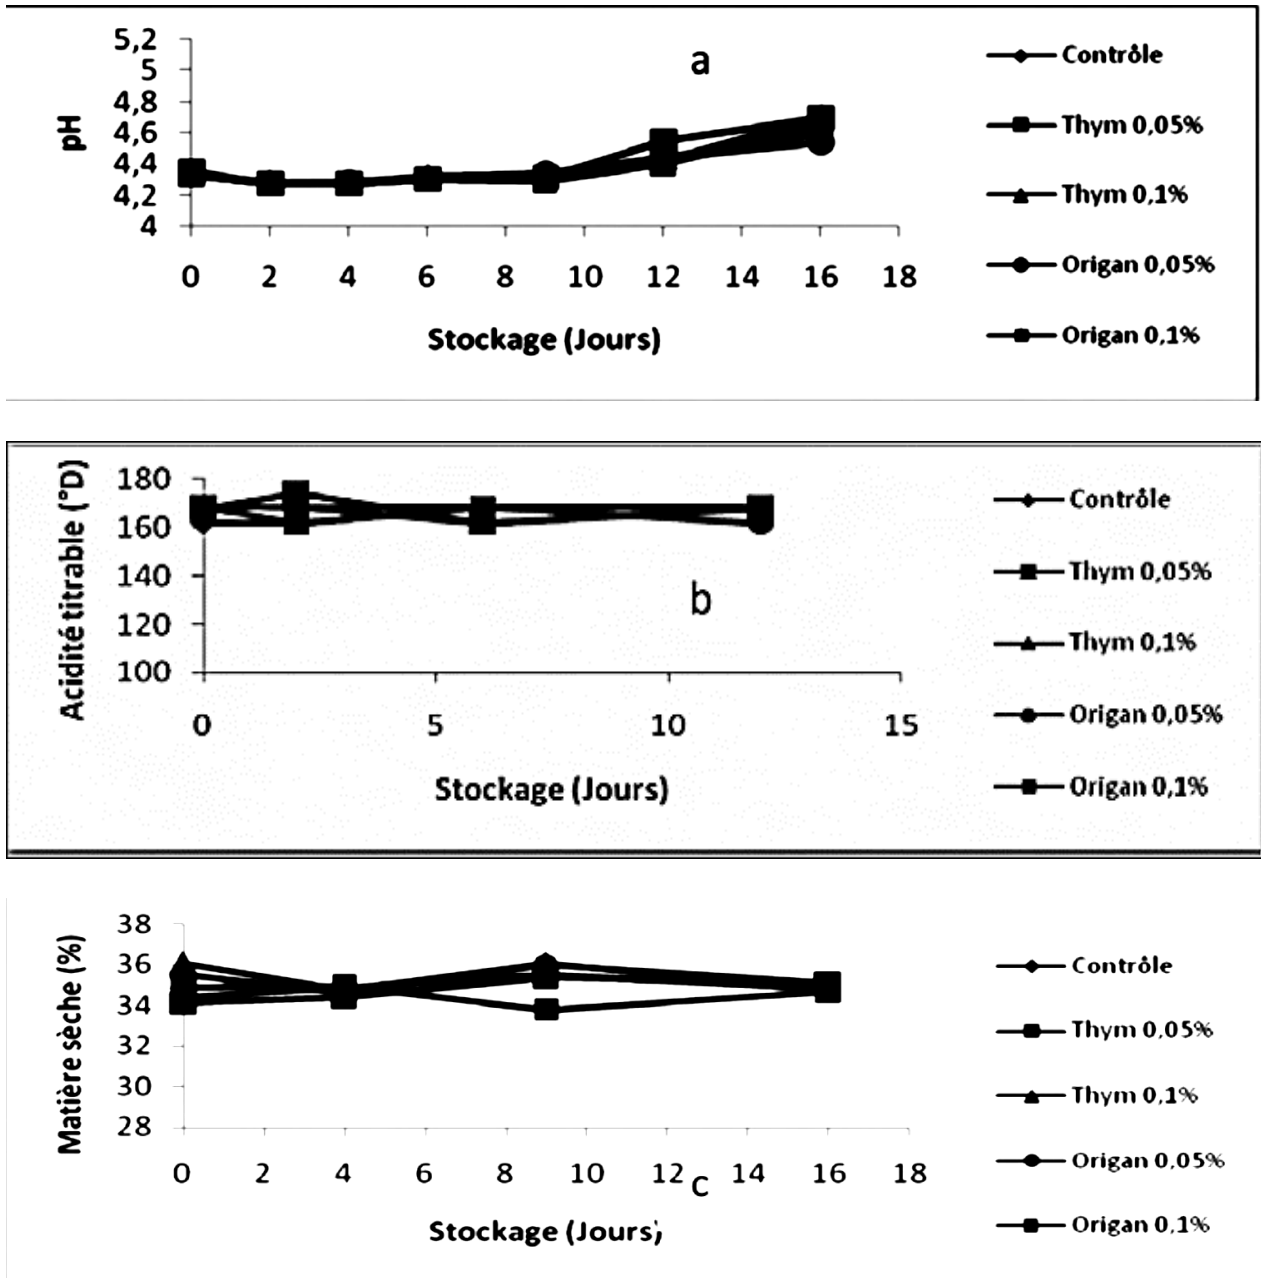 5,2
5
4,8
4,6
4,4
4,2
4
pH
a
0 2 4 6 8 10 12 14 16 18
Stockage (Jours)
Contrôle
Thym 0,05%
Thym 0,1%
Origan 0,05%
Origan 0,1%
180
160
140
120
100
Acidité titrable (°D)
b
0 5 10 15
Stockage (Jours)
Contrôle
Thym 0,05%
Thym 0,1%
Origan 0,05%
Origan 0,1%
38
36
34
32
30
28
Matière sèche (%)
0 2 4 6 8 10 12 14 16 18
c
Stockage (Jours)
Contrôle
Thym 0,05%
Thym 0,1%
Origan 0,05%
Origan 0,1%